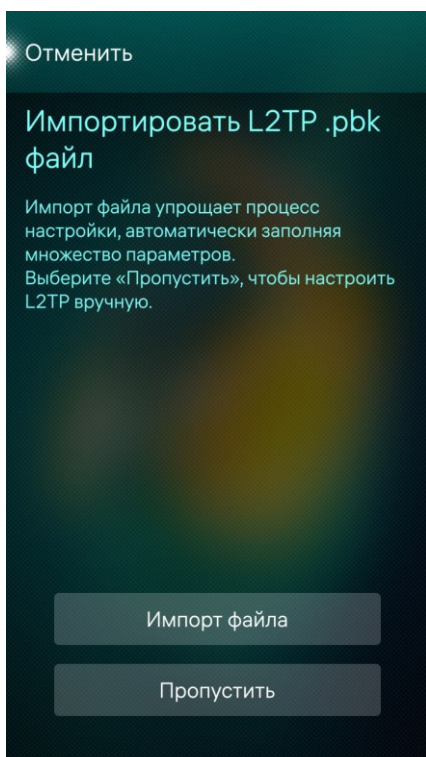 Отменить
Импортировать L2TP .pbk
файл
Импорт файла упрощает процесс
настройки, автоматически заполняя
множество параметров.
Выберите «Пропустить», чтобы настроить
L2TP вручную.
Импорт файла
Пропустить